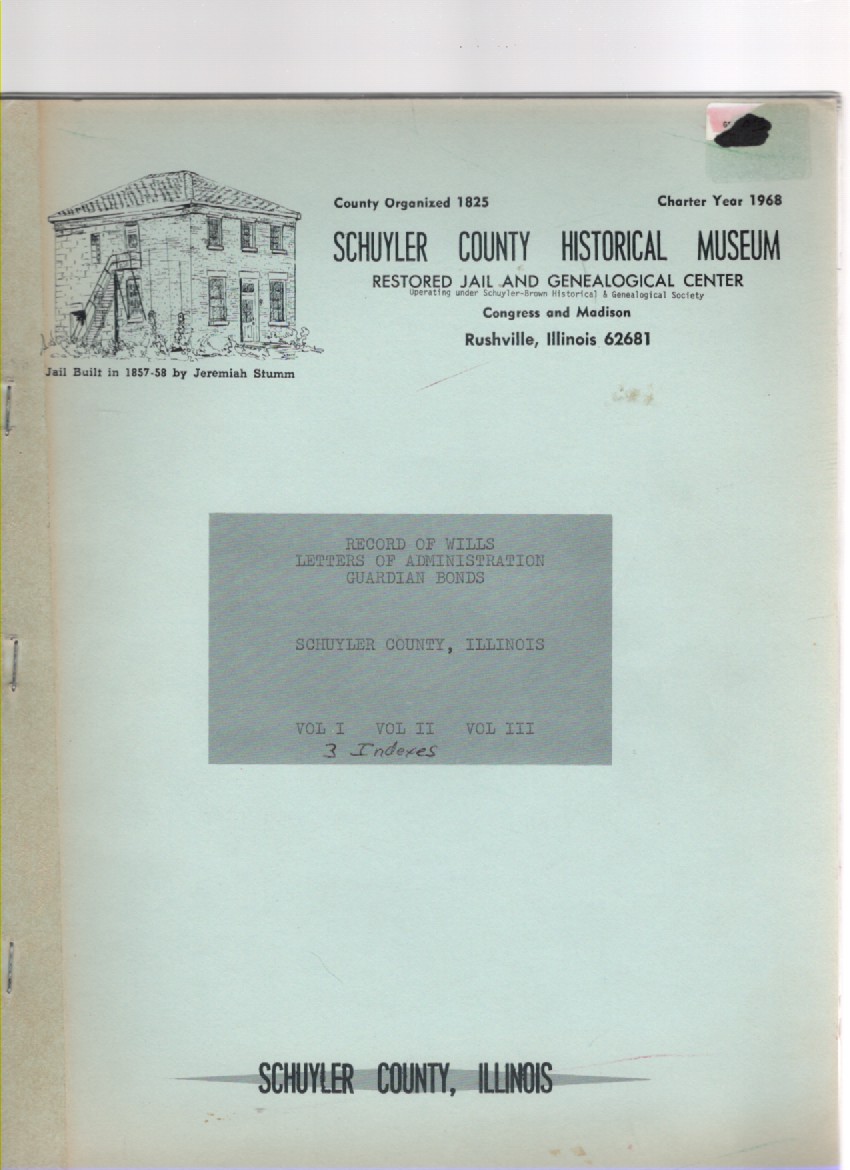 County Organized 1825
Charter Year 1968
SCHUYLER COUNTY HISTORICAL MUSEUM
RESTORED JAIL AND GENEALOGICAL CENTER
Operating under Schuyler-Brown Historical & Genealogical Society
Congress and Madison
Rushville, Illinois 62681
Jail Built in 1857-58 by Jeremiah Stumm
RECORD OF WILLS
LETTERS OF ADMINISTRATION
GUARDIAN BONDS
SCHUYLER COUNTY, ILLINOIS
VOL I VOL II VOL III
3 Indexes
SCHUYLER COUNTY, ILLINOIS